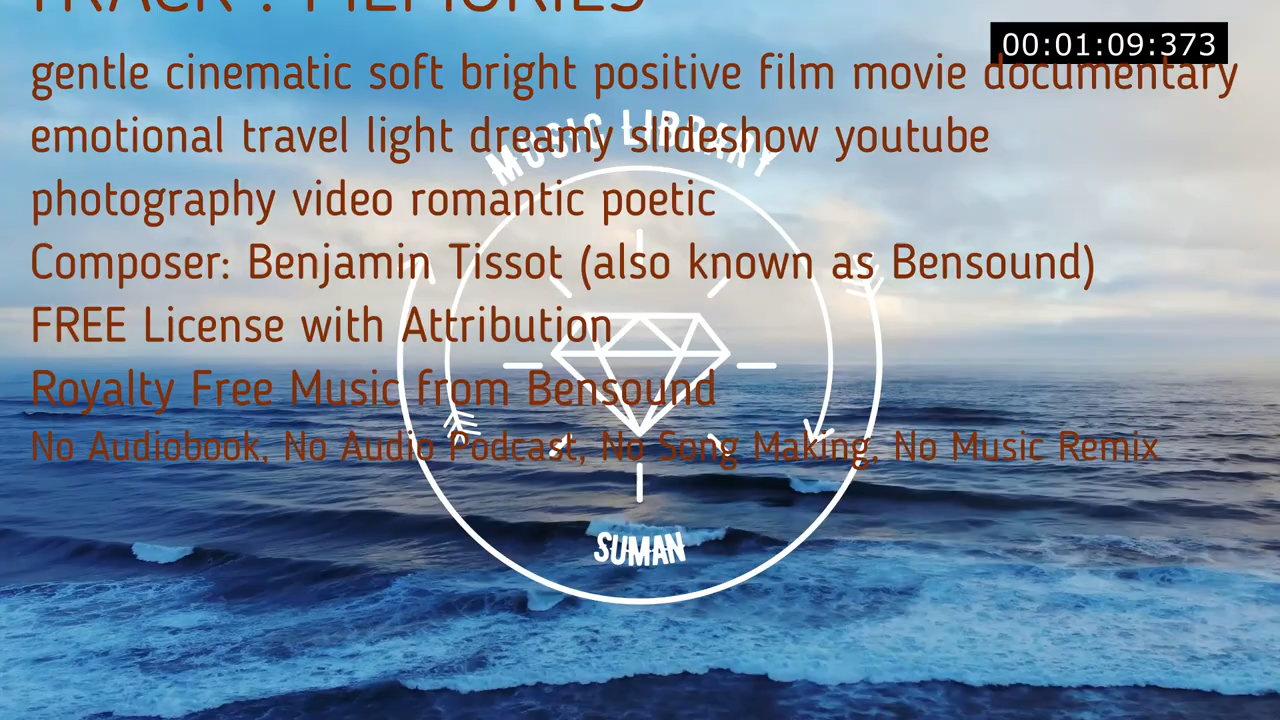 TRACK : MEMORIES
00:01:09:373
gentle cinematic soft bright positive film movie documentary
emotional travel light dreamy slideshow youtube
MUSIC LIBRARY
photography video romantic poetic
Composer: Benjamin Tissot (also known as Bensound)
FREE License with Attribution
Royalty Free Music from Bensound
No Audiobook, No Audio Podcast, No Song Making, No Music Remix
SUMAN